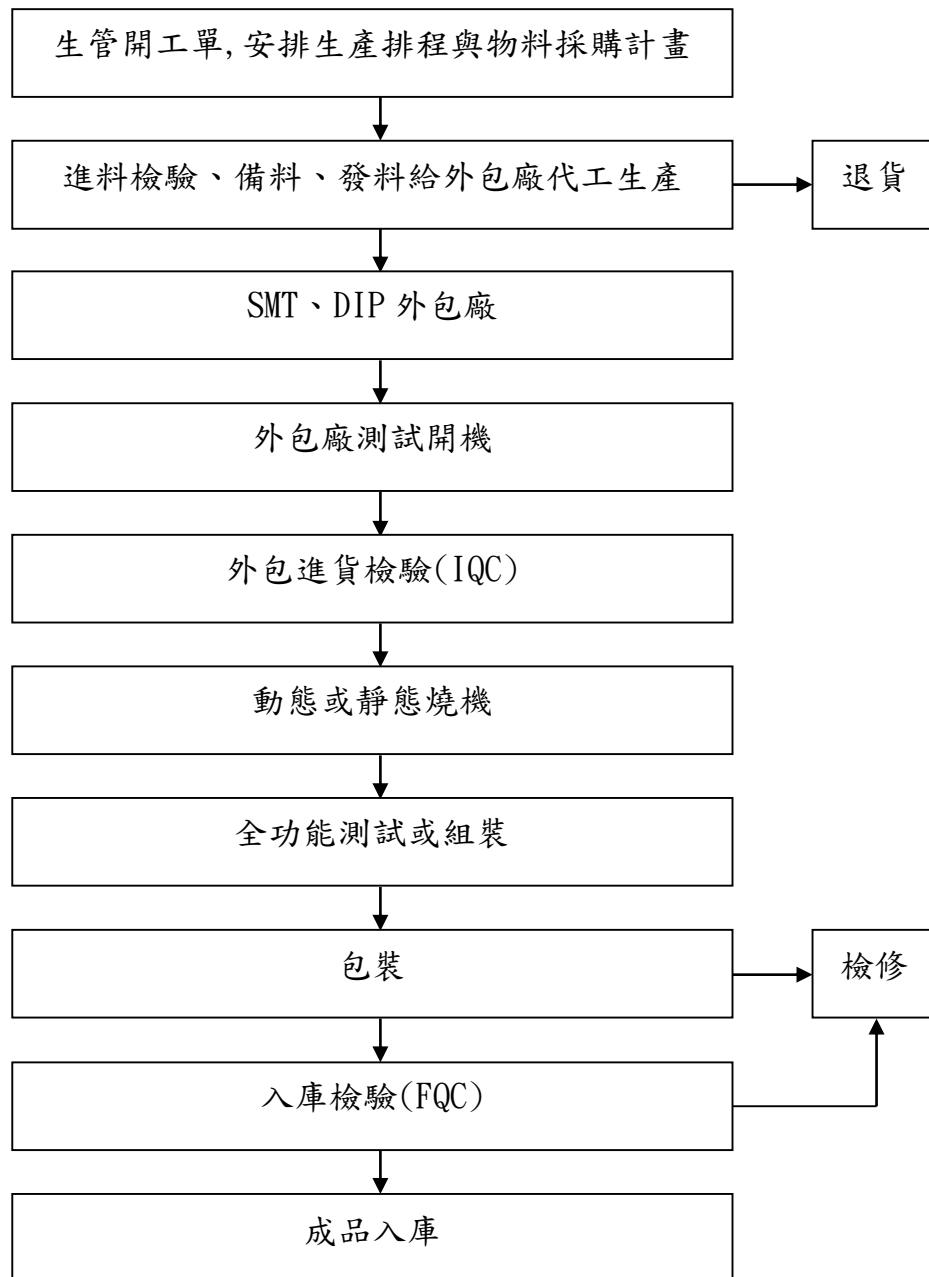 生管開工單,安排生產排程與物料採購計畫
進料檢驗、備料、發料給外包廠代工生產
退貨
SMT、DIP 外包廠
外包廠測試開機
外包進貨檢驗(IQC)
動態或靜態燒機
全功能測試或組裝
包裝
檢修
入庫檢驗(FQC)
成品入庫